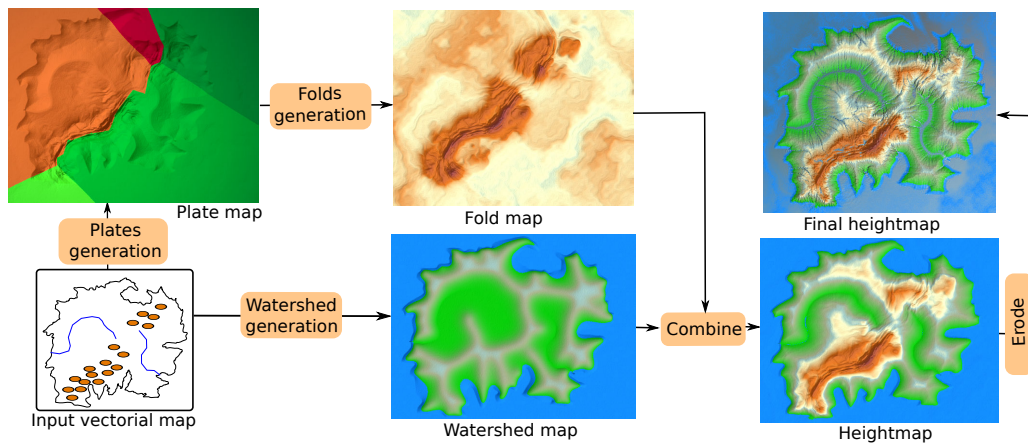 Plate map
Folds
generation
Fold map
Final heightmap
Plates
generation
Input vectorial map
Watershed
generation
Watershed map
Combine
Heightmap
Erode